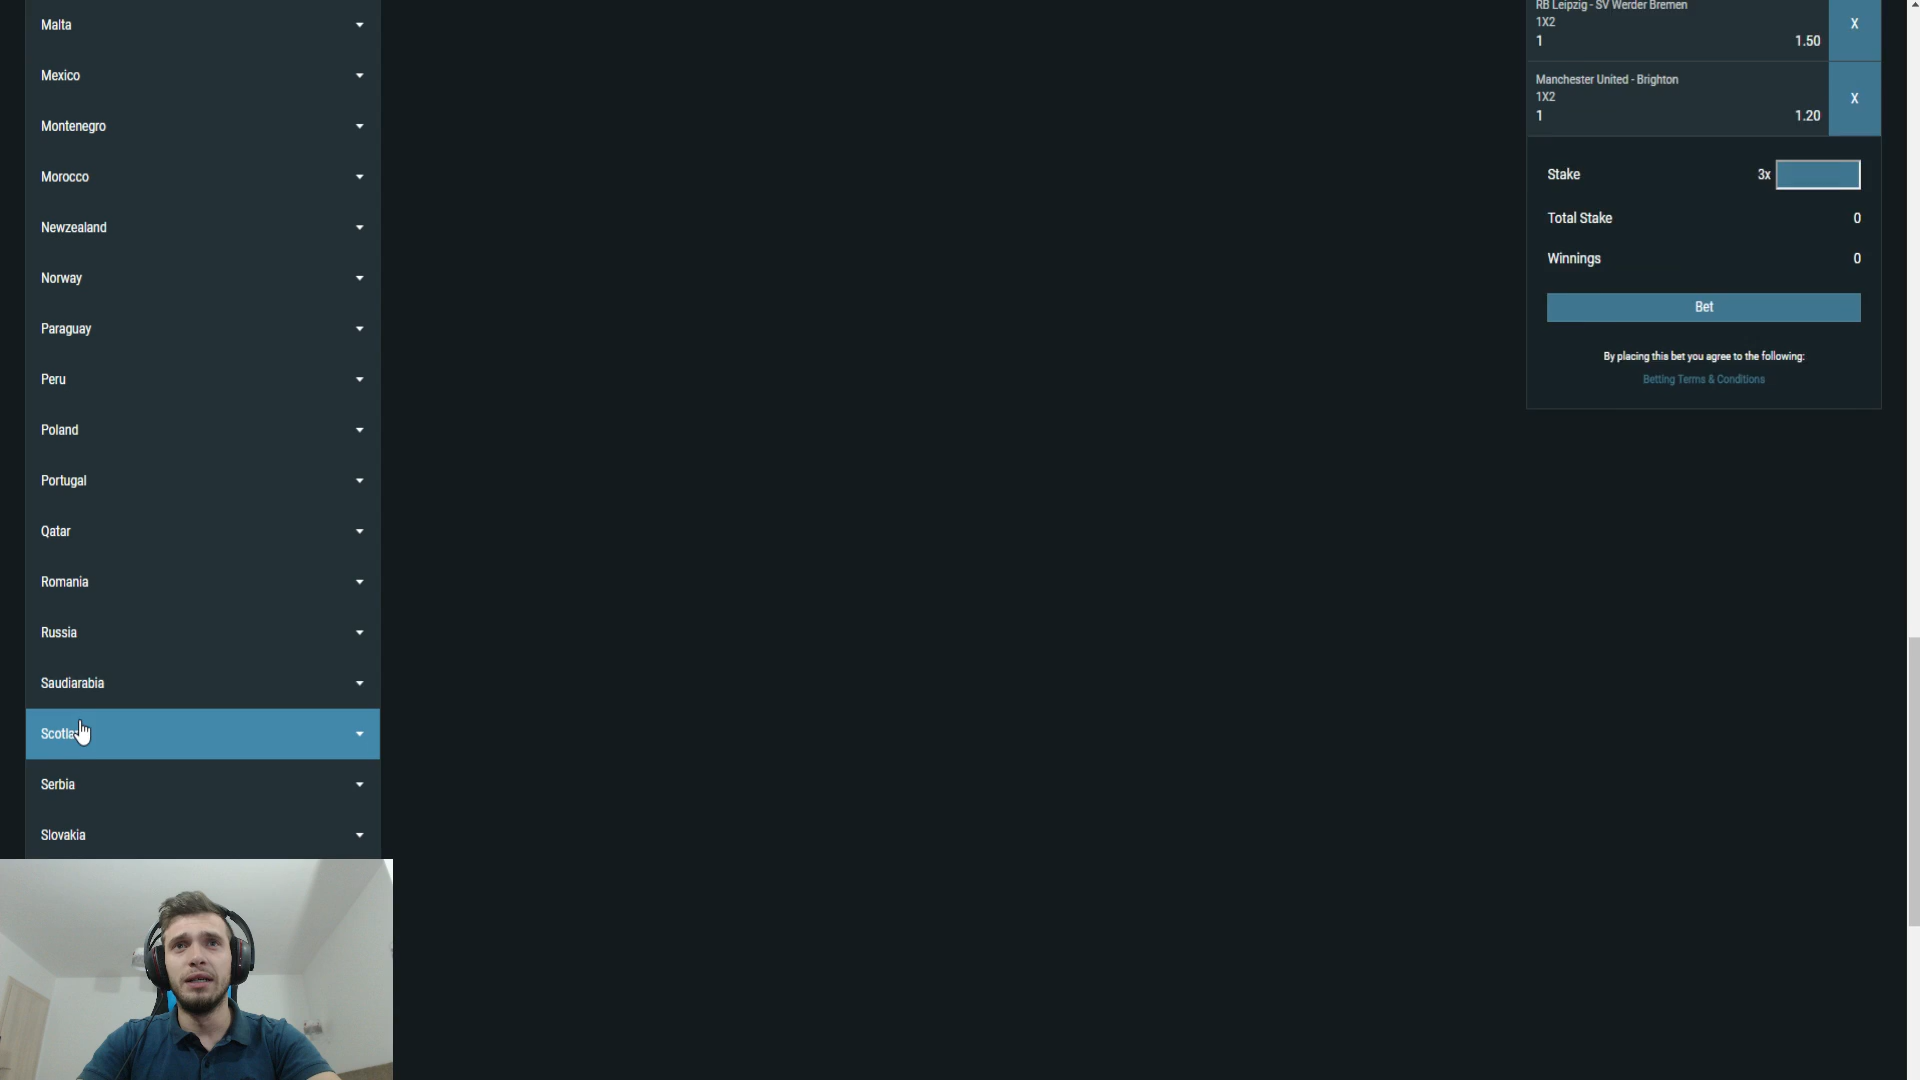 Malta
Mexico
Montenegro
Morocco
Newzealand
Norway
Paraguay
Peru
Poland
Portugal
Qatar
Romania
Russia
Saudiarabia
Scotla
Serbia
Slovakia
RB Leipzig - SV Werder Bremen
1X2
1 1.50
X
Manchester United - Brighton
1X2
1 1.20
X
Stake 3x
Total Stake 0
Winnings 0
Bet
By placing this bet you agree to the following:
Betting Terms & Conditions